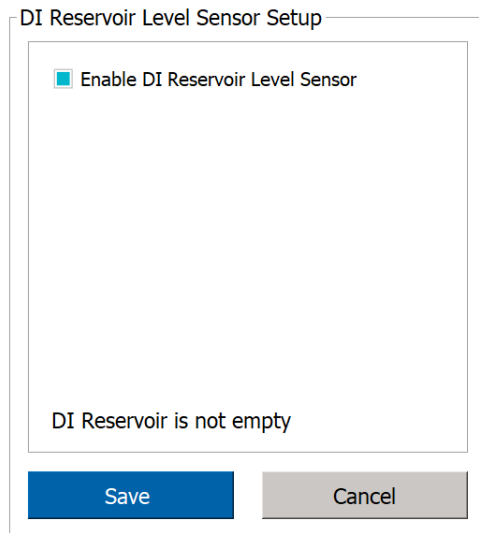 DI Reservoir Level Sensor Setup
Enable DI Reservoir Level Sensor
DI Reservoir is not empty
Save
Cancel